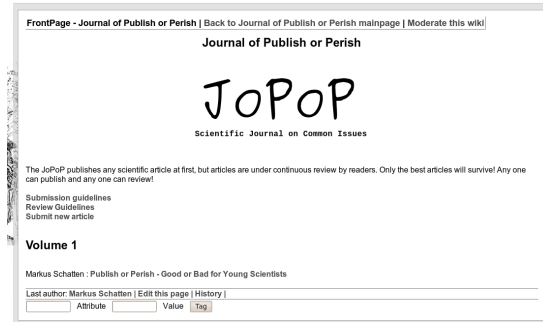 FrontPage - Journal of Publish or Perish | Back to Journal of Publish or Perish mainpage | Moderate this wiki
Journal of Publish or Perish
JoPoP
Scientific Journal on Common Issues
The JoPoP publishes any scientific article at first, but articles are under continuous review by readers. Only the best articles will survive! Any one
can publish and any one can review!
Submission guidelines
Review Guidelines
Submit new article
Volume 1
Markus Schatten : Publish or Perish - Good or Bad for Young Scientists
Last author: Markus Schatten | Edit this page | History |
Attribute Value Tag